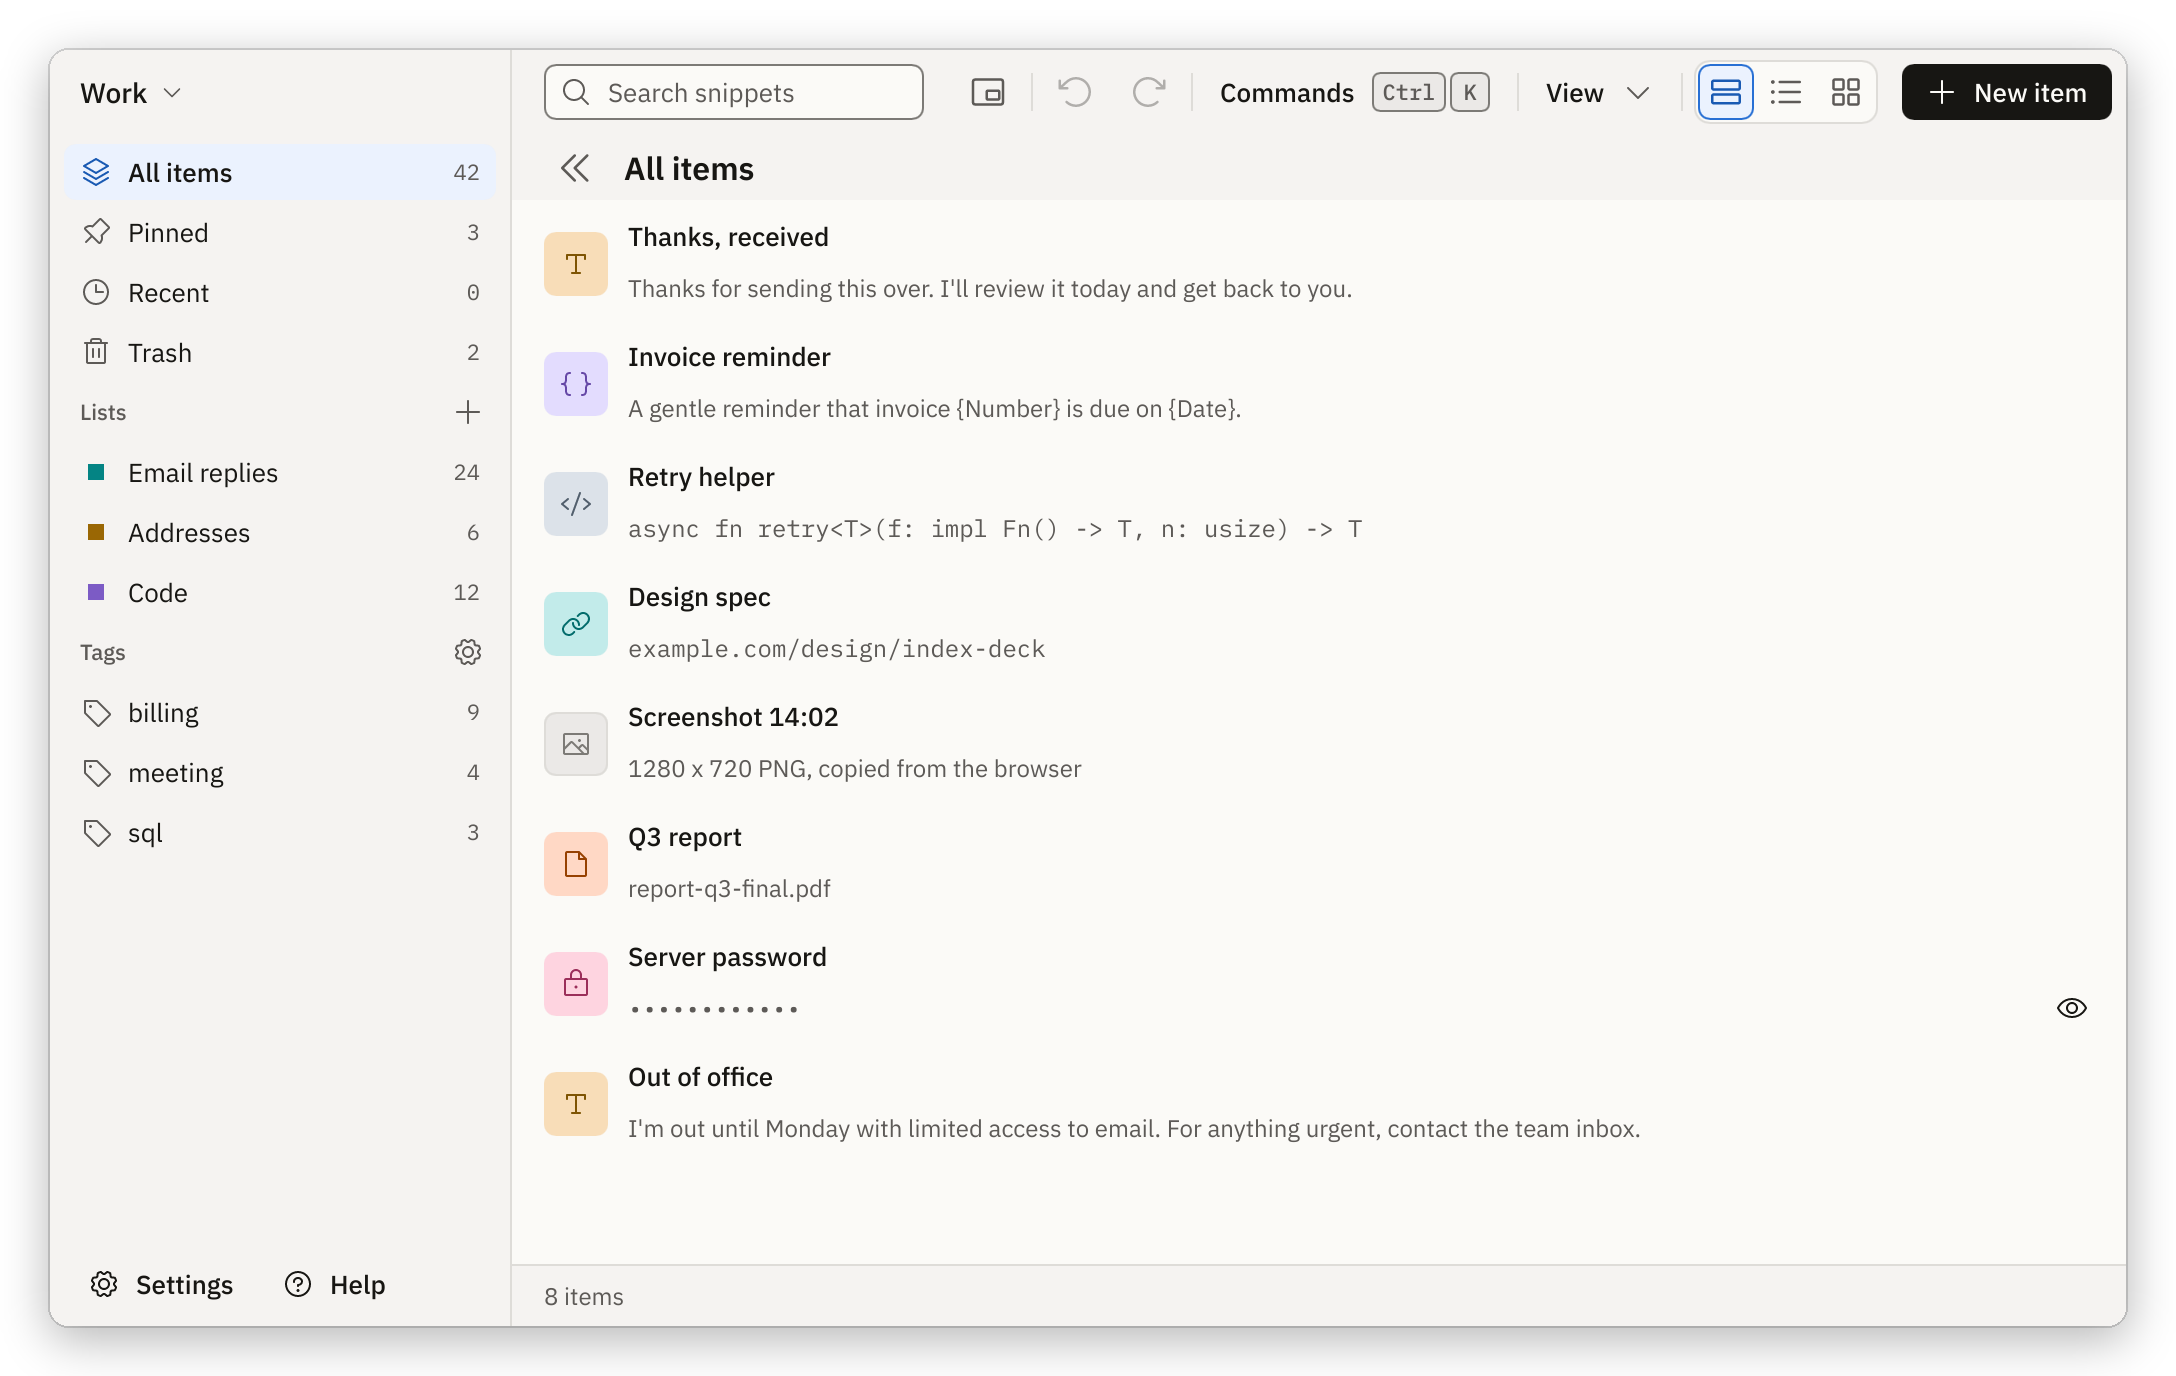 Work
All items 42
Pinned 3
Recent 0
Trash 2
Lists
Email replies 24
Addresses 6
Code 12
Tags
billing 9
meeting 4
sql 3
Settings Help
Search snippets Commands Ctrl K View New item
All items
Thanks, received
Thanks for sending this over. I'll review it today and get back to you.
Invoice reminder
A gentle reminder that invoice {Number} is due on {Date}.
Retry helper
async fn retry<T>(f: impl Fn() -> T, n: usize) -> T
Design spec
example.com/design/index-deck
Screenshot 14:02
1280 x 720 PNG, copied from the browser
Q3 report
report-q3-final.pdf
Server password
••••••••••••
Out of office
I'm out until Monday with limited access to email. For anything urgent, contact the team inbox.
8 items